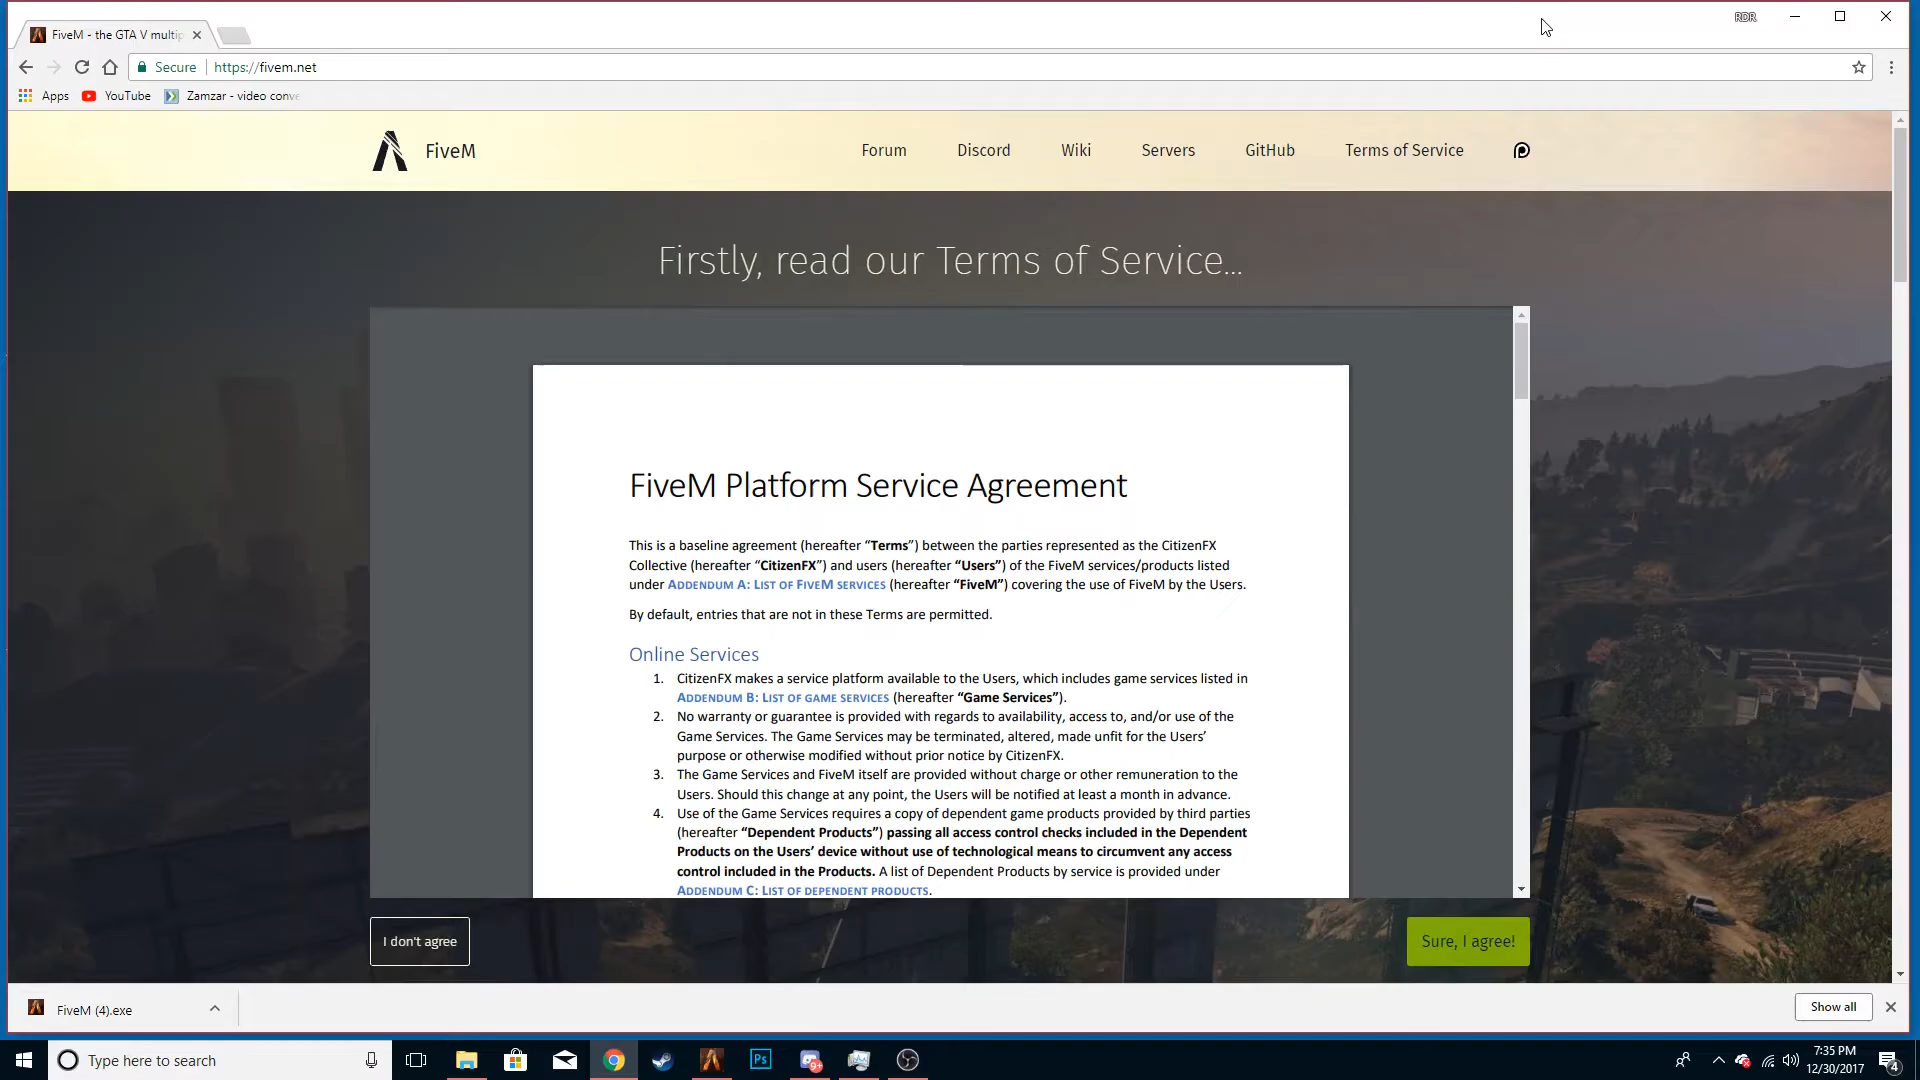 FiveM - the GTA V multip
RDR
Secure https://fivem.net
Apps YouTube Zamzar - video conve
FiveM Forum Discord Wiki Servers GitHub Terms of Service
Firstly, read our Terms of Service...
FiveM Platform Service Agreement
This is a baseline agreement (hereafter “Terms”) between the parties represented as the CitizenFX
Collective (hereafter “CitizenFX”) and users (hereafter “Users”) of the FiveM services/products listed
under ADDENDUM A: LIST OF FIVEM SERVICES (hereafter “FiveM”) covering the use of FiveM by the Users.
By default, entries that are not in these Terms are permitted.
Online Services
1. CitizenFX makes a service platform available to the Users, which includes game services listed in
ADDENDUM B: LIST OF GAME SERVICES (hereafter “Game Services”).
2. No warranty or guarantee is provided with regards to availability, access to, and/or use of the
Game Services. The Game Services may be terminated, altered, made unfit for the Users’
purpose or otherwise modified without prior notice by CitizenFX.
3. The Game Services and FiveM itself are provided without charge or other remuneration to the
Users. Should this change at any point, the Users will be notified at least a month in advance.
4. Use of the Game Services requires a copy of dependent game products provided by third parties
(hereafter “Dependent Products”) passing all access control checks included in the Dependent
Products on the Users’ device without use of technological means to circumvent any access
control included in the Products. A list of Dependent Products by service is provided under
ADDENDUM C: LIST OF DEPENDENT PRODUCTS.
I don't agree
Sure, I agree!
FiveM (4).exe
Show all
Type here to search
Ps
9+
7:35 PM
12/30/2017
4